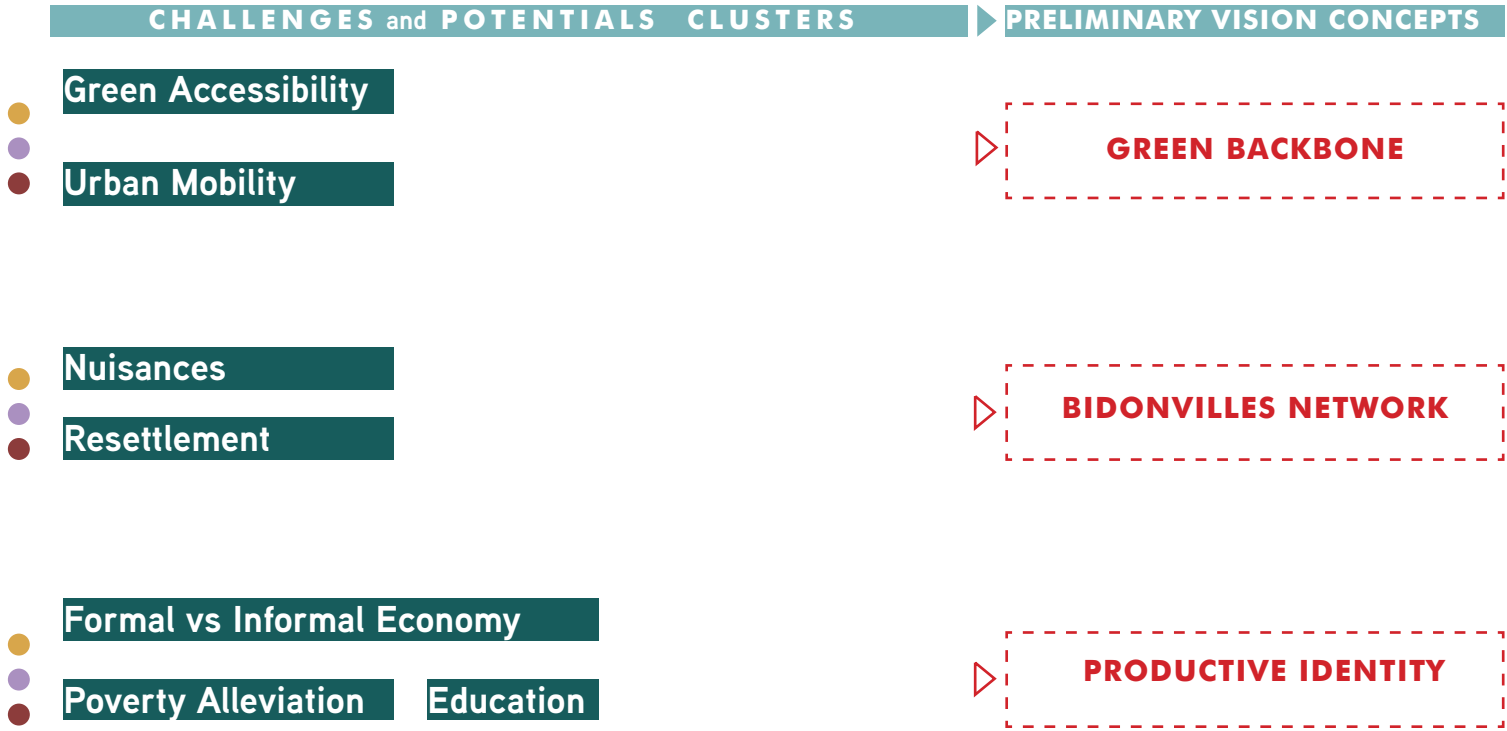 CHALLENGES and POTENTIALS CLUSTERS
PRELIMINARY VISION CONCEPTS
Green Accessibility
Urban Mobility
GREEN BACKBONE
Nuisances
Resettlement
BIDONVILLES NETWORK
Formal vs Informal Economy
Poverty Alleviation
Education
PRODUCTIVE IDENTITY